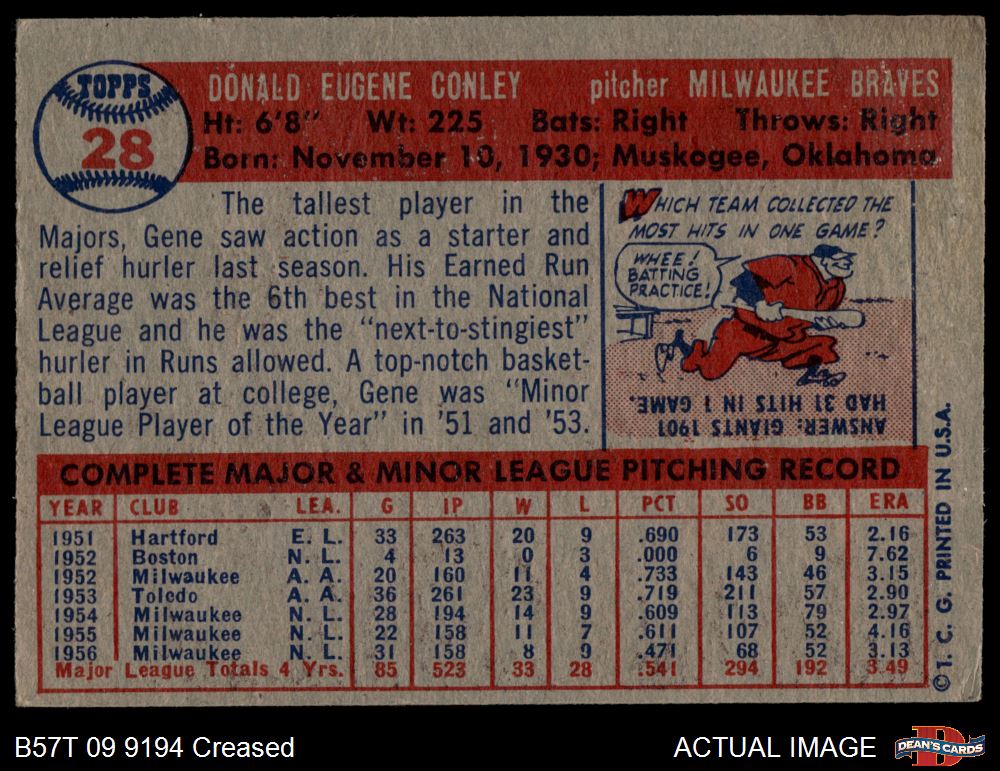 TOPPS
28
DONALD EUGENE CONLEY pitcher MILWAUKEE BRAVES
Ht: 6'8" Wt: 225 Bats: Right Throws: Right
Born: November 10, 1930; Muskogee, Oklahoma
The tallest player in the
Majors, Gene saw action as a starter and
relief hurler last season. His Earned Run
Average was the 6th best in the National
League and he was the "next-to-stingiest"
hurler in Runs allowed. A top-notch basket-
ball player at college, Gene was "Minor
League Player of the Year" in '51 and '53.
WHICH TEAM COLLECTED THE
MOST HITS IN ONE GAME?
WHEE!
BATTING
PRACTICE!
ANSWER: GIANTS 1901
HAD 31 HITS IN 1 GAME.
COMPLETE MAJOR & MINOR LEAGUE PITCHING RECORD
YEAR CLUB LEA. G IP W L PCT SO BB ERA
1951 Hartford E. L. 33 263 20 9 .690 173 53 2.16
1952 Boston N. L. 4 13 0 3 .000 6 9 7.62
1952 Milwaukee A. A. 20 160 11 4 .733 143 46 3.15
1953 Toledo A. A. 36 261 23 9 .719 211 57 2.90
1954 Milwaukee N. L. 28 194 14 9 .609 113 79 2.97
1955 Milwaukee N. L. 22 158 11 7 .611 107 52 4.16
1956 Milwaukee N. L. 31 158 8 9 .471 68 52 3.13
Major League Totals 4 Yrs. 85 523 33 28 .541 294 192 3.49
© T. C. G. PRINTED IN U.S.A.
B57T 09 9194 Creased
ACTUAL IMAGE
DEAN'S CARDS